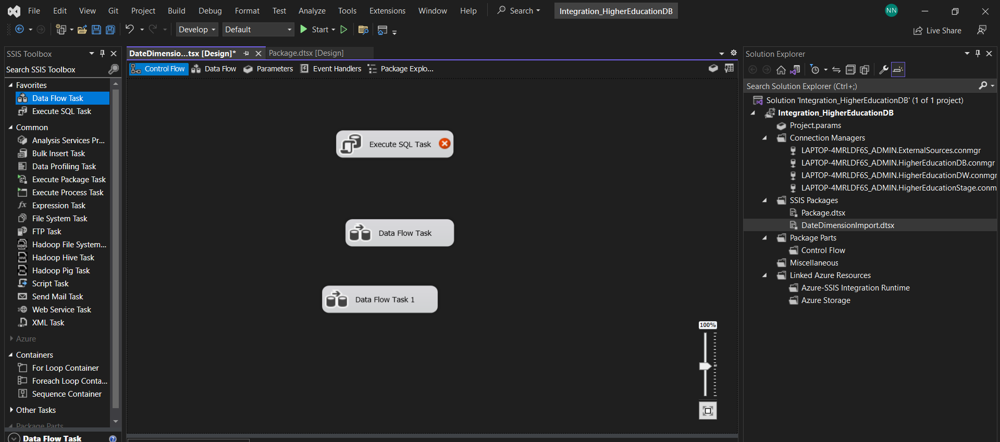 File Edit View Git Project Build Debug Format Test Analyze Tools Extensions Window Help Search Integration_HigherEducationDB NN
Develop Default Start Live Share
SSIS Toolbox
Search SSIS Toolbox
Favorites
Data Flow Task
Execute SQL Task
Common
Analysis Services Pr...
Bulk Insert Task
Data Profiling Task
Execute Package Task
Execute Process Task
Expression Task
File System Task
FTP Task
Hadoop File System...
Hadoop Hive Task
Hadoop Pig Task
Script Task
Send Mail Task
Web Service Task
XML Task
Azure
Containers
For Loop Container
Foreach Loop Conta...
Sequence Container
Other Tasks
Package Parts
Data Flow Task
DateDimensio...tsx [Design]* Package.dtsx [Design]
Control Flow Data Flow Parameters Event Handlers Package Explo...
Execute SQL Task
Data Flow Task
Data Flow Task 1
100%
Solution Explorer
Search Solution Explorer (Ctrl+;)
Solution 'Integration_HigherEducationDB' (1 of 1 project)
Integration_HigherEducationDB
Project.params
Connection Managers
LAPTOP-4MRLDF6S_ADMIN.ExternalSources.conmgr
LAPTOP-4MRLDF6S_ADMIN.HigherEducationDB.conmgr
LAPTOP-4MRLDF6S_ADMIN.HigherEducationDW.conmgr
LAPTOP-4MRLDF6S_ADMIN.HigherEducationStage.conm
SSIS Packages
Package.dtsx
DateDimensionImport.dtsx
Package Parts
Control Flow
Miscellaneous
Linked Azure Resources
Azure-SSIS Integration Runtime
Azure Storage